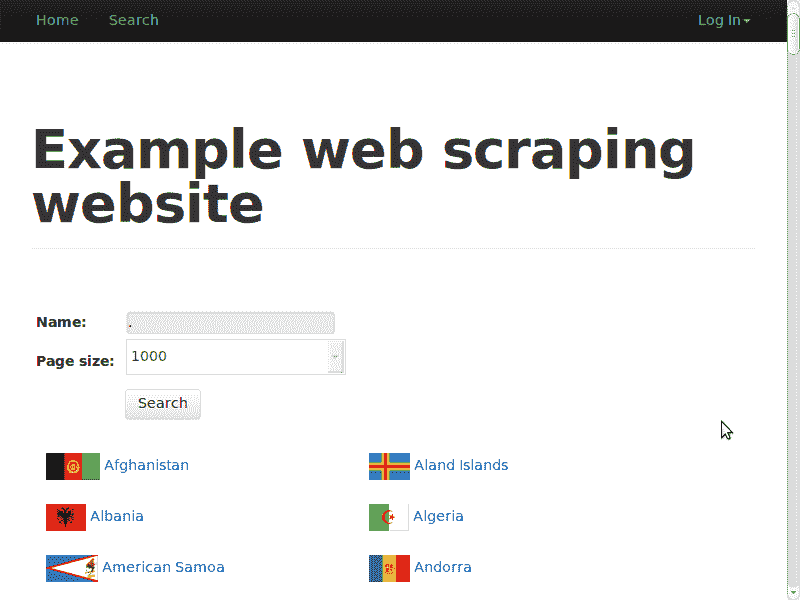 Home Search Log In
Example web scraping
website
Name: .
Page size: 1000
Search
Afghanistan Aland Islands
Albania Algeria
American Samoa Andorra